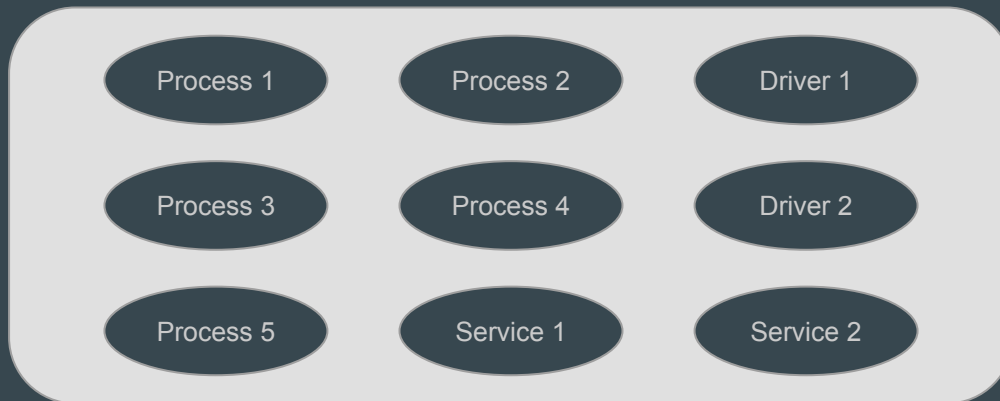 Process 1
Process 2
Driver 1
Process 3
Process 4
Driver 2
Process 5
Service 1
Service 2